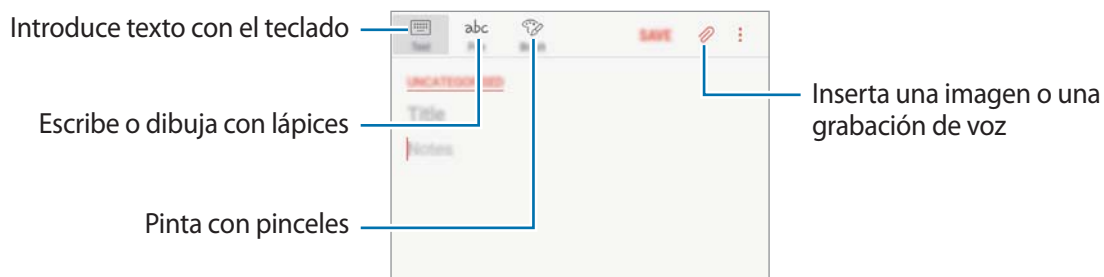 Introduce texto con el teclado
Escribe o dibuja con lápices
Pinta con pinceles
abc
SAVE
UNCATEGORISED
Title
Notes
Inserta una imagen o una
grabación de voz